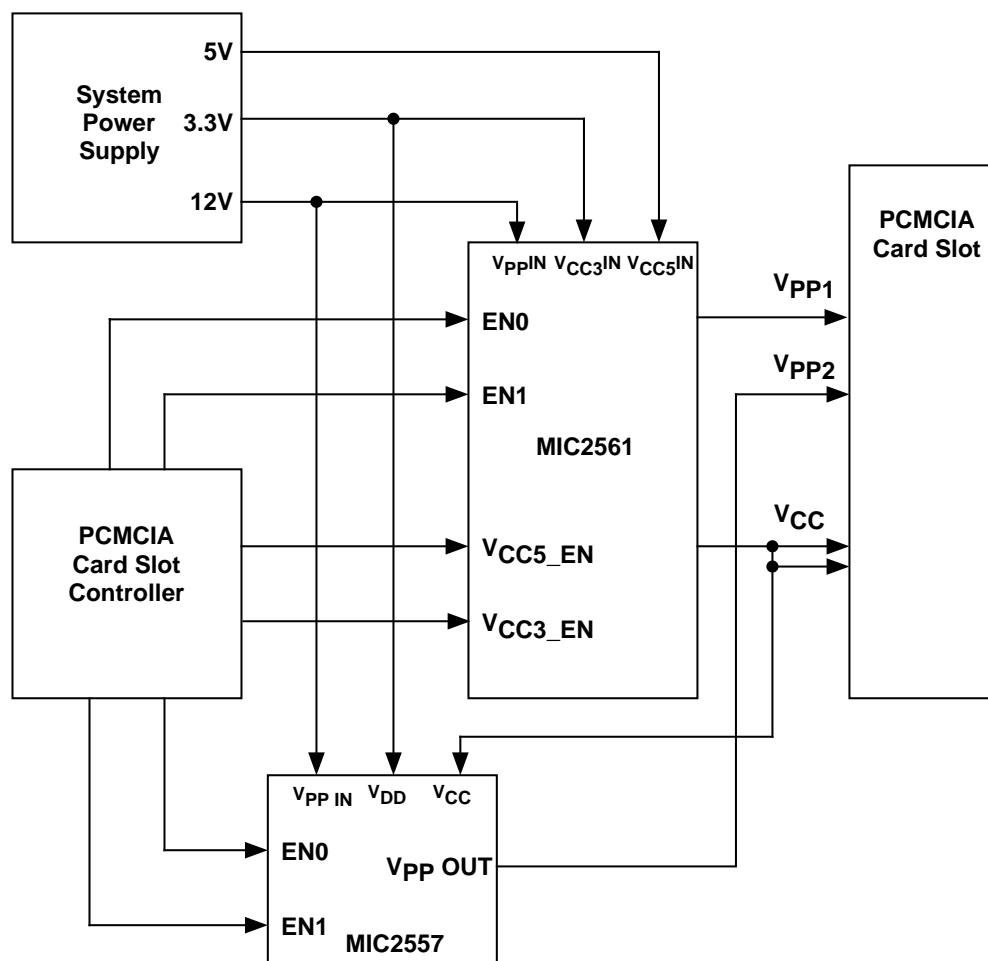 System
Power
Supply
5V
3.3V
12V
PCMCIA
Card Slot
VPPIN VCC3IN VCC5IN
EN0
EN1
MIC2561
VCC5_EN
VCC3_EN
VPP1
VPP2
VCC
PCMCIA
Card Slot
Controller
VPP IN VDD VCC
EN0
VPP OUT
EN1
MIC2557